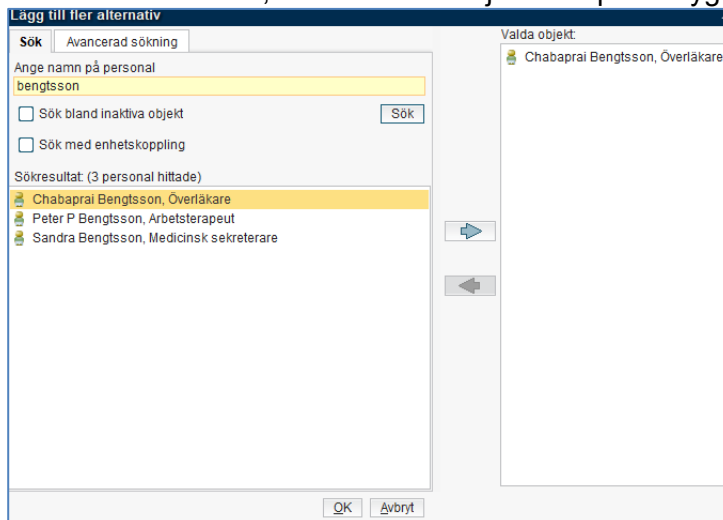 Lägg till fler alternativ
Sök Avancerad sökning
Ange namn på personal
bengtsson
Sök bland inaktiva objekt Sök
Sök med enhetskoppling
Sökresultat: (3 personal hittade)
Chabaprai Bengtsson, Överläkare
Peter P Bengtsson, Arbetsterapeut
Sandra Bengtsson, Medicinsk sekreterare
OK Avbryt
Valda objekt:
Chabaprai Bengtsson, Överläkare